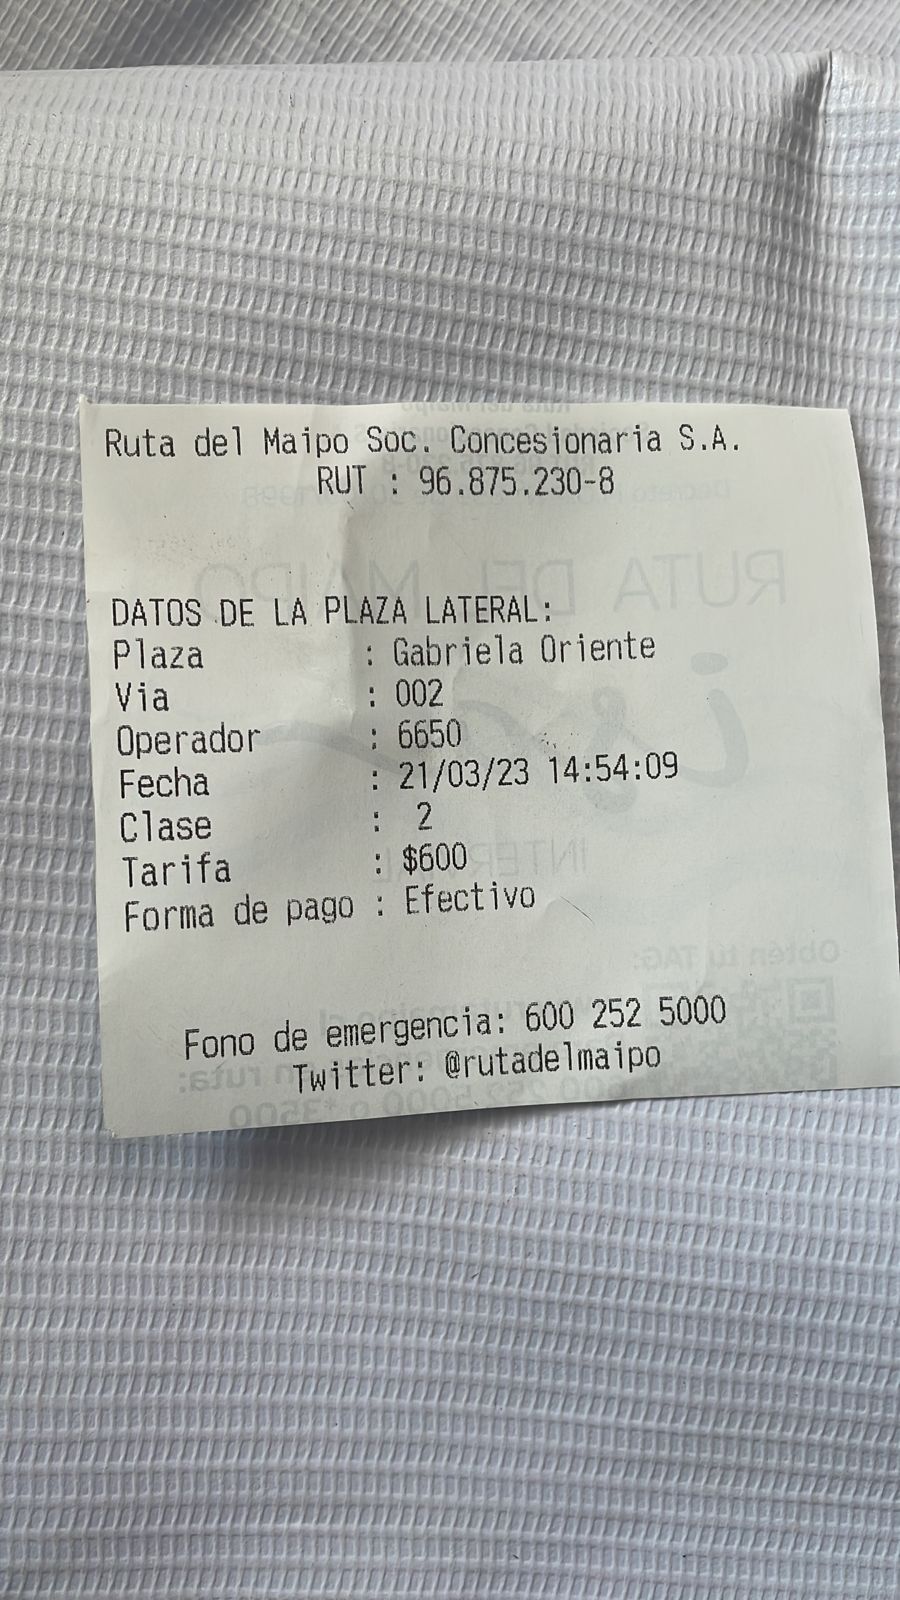 Ruta del Maipo Soc. Concesionaria S.A.
RUT : 96.875.230-8
DATOS DE LA PLAZA LATERAL:
Plaza : Gabriela Oriente
Via : 002
Operador : 6650
Fecha : 21/03/23 14:54:09
Clase : 2
Tarifa : $600
Forma de pago : Efectivo
Fono de emergencia: 600 252 5000
Twitter: @rutadelmaipo